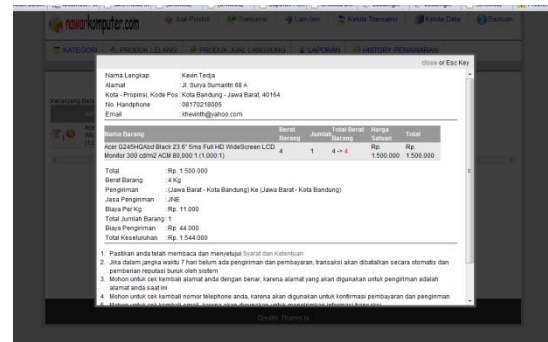 nawarkomputer.com
Jual Produk
Transaksi
Lain-lain
Kelola Transaksi
Kelola Data
Bantuan
KATEGORI
PRODUK LELANG
PRODUK JUAL LANGSUNG
LAPORAN
HISTORY PENAWARAN
close or Esc Key
Nama Lengkap :Kevin Tedja
Alamat :Jl. Surya Sumantri 68 A
Kota - Propinsi, Kode Pos :Kota Bandung - Jawa Barat, 40164
No. Handphone :08170218005
Email :khevinth@yahoo.com
Nama Barang Berat Barang Jumlah Total Berat Barang Harga Satuan Total
Acer G245HQAbd Black 23.6" 5ms Full HD WideScreen LCD Monitor 300 cd/m2 ACM 80,000:1 (1,000:1) 4 1 4 -> 4 Rp. 1.500.000 Rp. 1.500.000
Total :Rp. 1.500.000
Berat Barang :4 Kg
Pengiriman :(Jawa Barat - Kota Bandung) Ke (Jawa Barat - Kota Bandung)
Jasa Pengiriman :JNE
Biaya Per Kg :Rp. 11.000
Total Jumlah Barang :1
Biaya Pengiriman :Rp. 44.000
Total Keseluruhan :Rp. 1.544.000
1. Pastikan anda telah membaca dan menyetujui Syarat dan Ketentuan
2. Jika dalam jangka waktu 7 hari belum ada pengiriman dan pembayaran, transaksi akan dibatalkan secara otomatis dan
pemberian reputasi buruk oleh sistem
3. Mohon untuk cek kembali alamat anda dengan benar, karena alamat yang akan digunakan untuk pengiriman adalah
alamat anda saat ini
4. Mohon untuk cek kembali nomor telephone anda, karena akan digunakan untuk konfirmasi pembayaran dan pengiriman